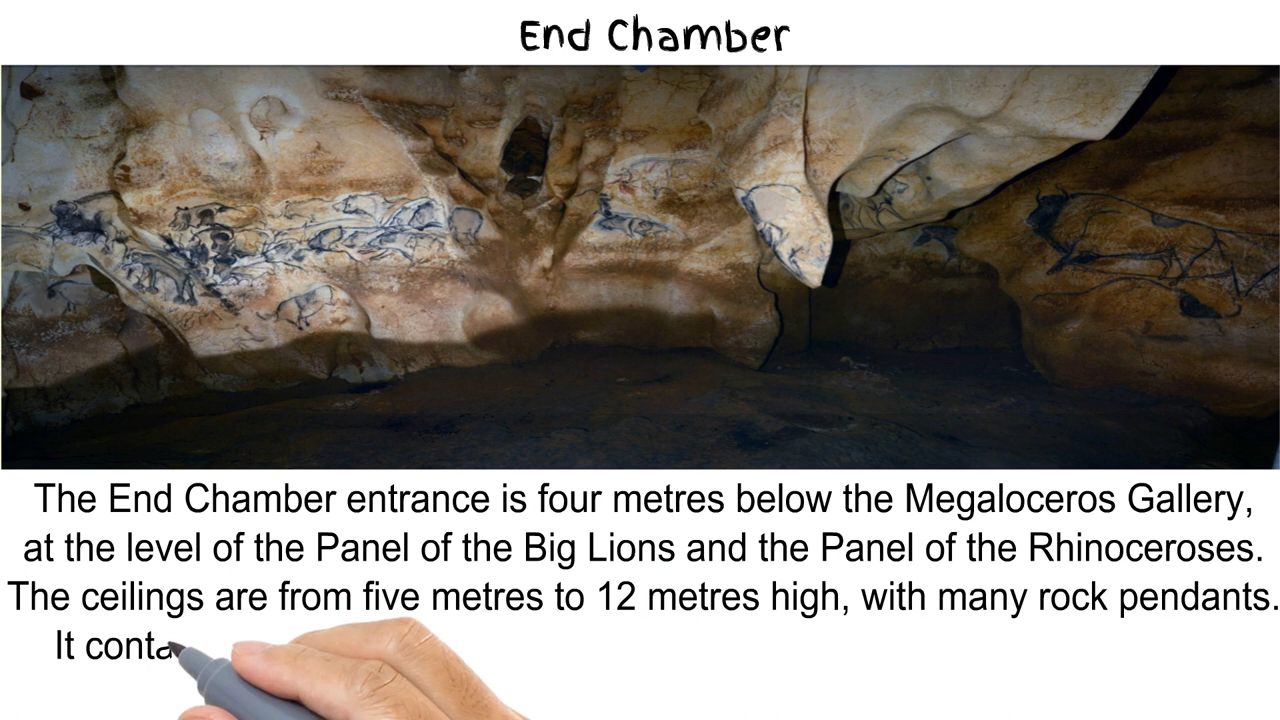 End Chamber
The End Chamber entrance is four metres below the Megaloceros Gallery,
at the level of the Panel of the Big Lions and the Panel of the Rhinoceroses.
The ceilings are from five metres to 12 metres high, with many rock pendants.
It conta